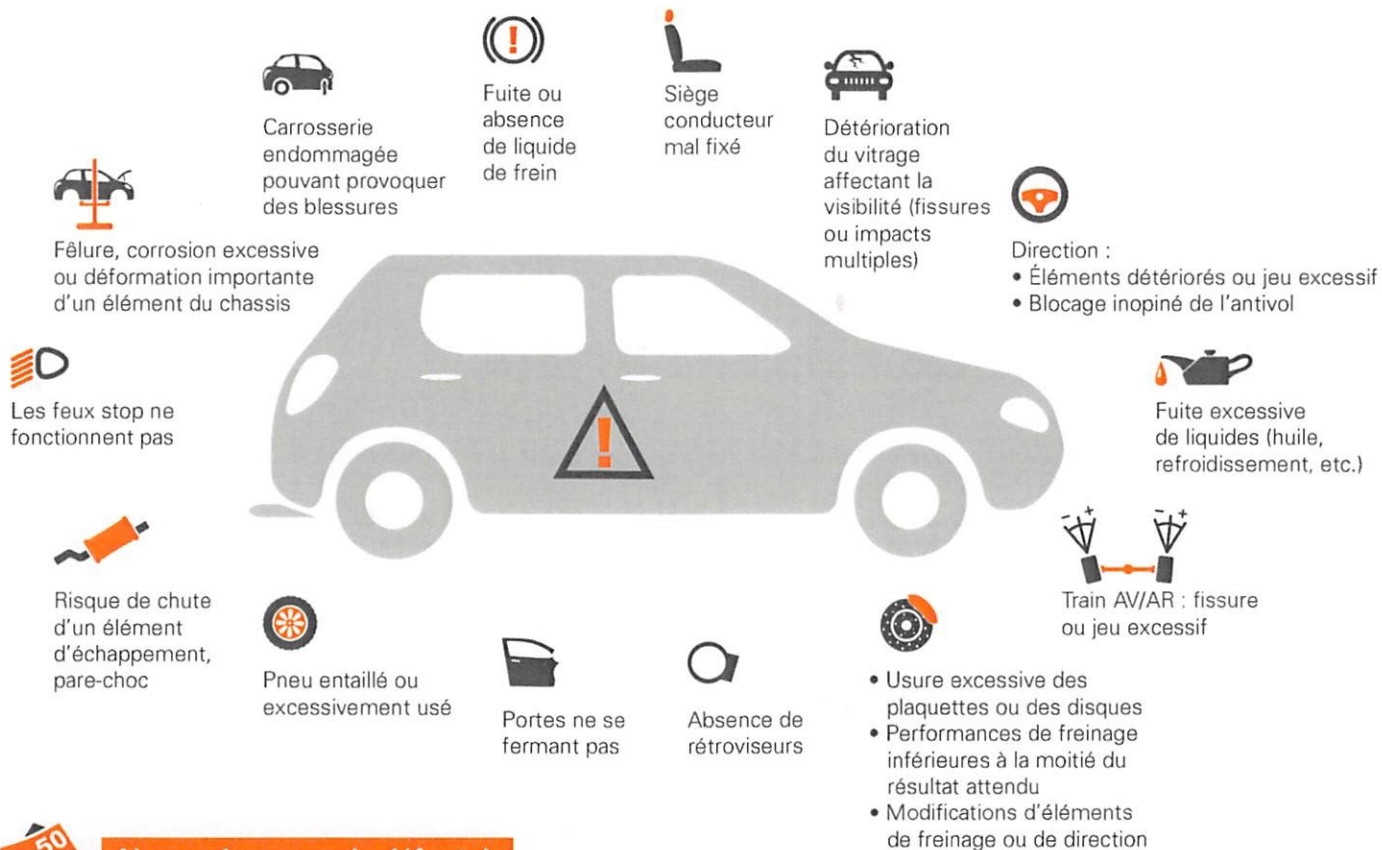 Fuite ou
absence
de liquide
de frein
Siège
conducteur
mal fixé
Carrosserie
endommagée
pouvant provoquer
des blessures
Détérioration
du vitrage
affectant la
visibilité (fissures
ou impacts
multiples)
Fêlure, corrosion excessive
ou déformation importante
d'un élément du chassis
Direction :
• Éléments détériorés ou jeu excessif
• Blocage inopiné de l'antivol
Les feux stop ne
fonctionnent pas
Fuite excessive
de liquides (huile,
refroidissement, etc.)
Risque de chute
d'un élément
d'échappement,
pare-choc
Train AV/AR : fissure
ou jeu excessif
Pneu entaillé ou
excessivement usé
Portes ne se
fermant pas
Absence de
rétroviseurs
• Usure excessive des
plaquettes ou des disques
• Performances de freinage
inférieures à la moitié du
résultat attendu
• Modifications d'éléments
de freinage ou de direction
50